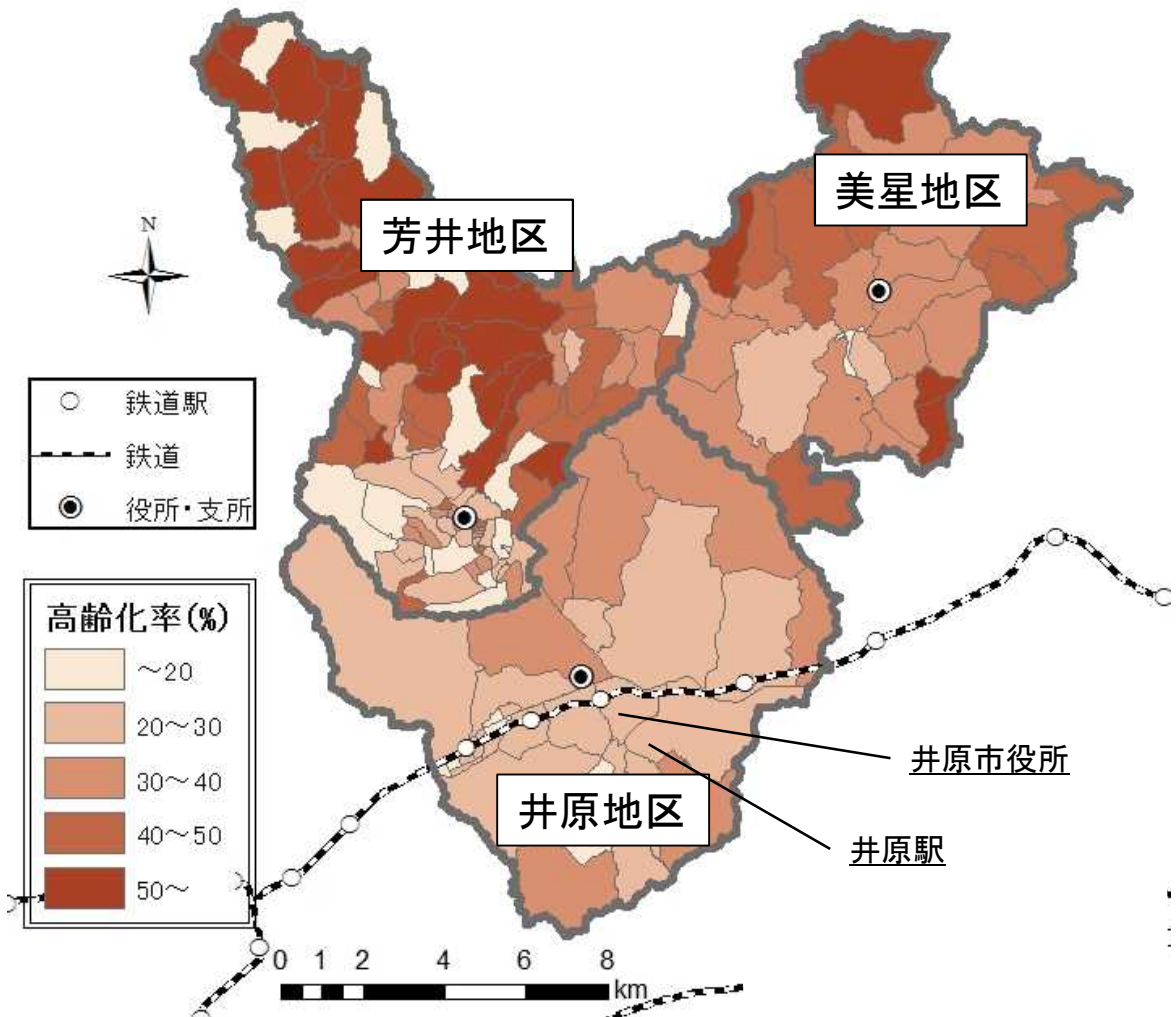 N
美星地区
芳井地区
鉄道駅
鉄道
役所・支所
高齢化率(%)
～20
20～30
30～40
40～50
50～
井原市役所
井原地区
井原駅
0 1 2 4 6 8
km